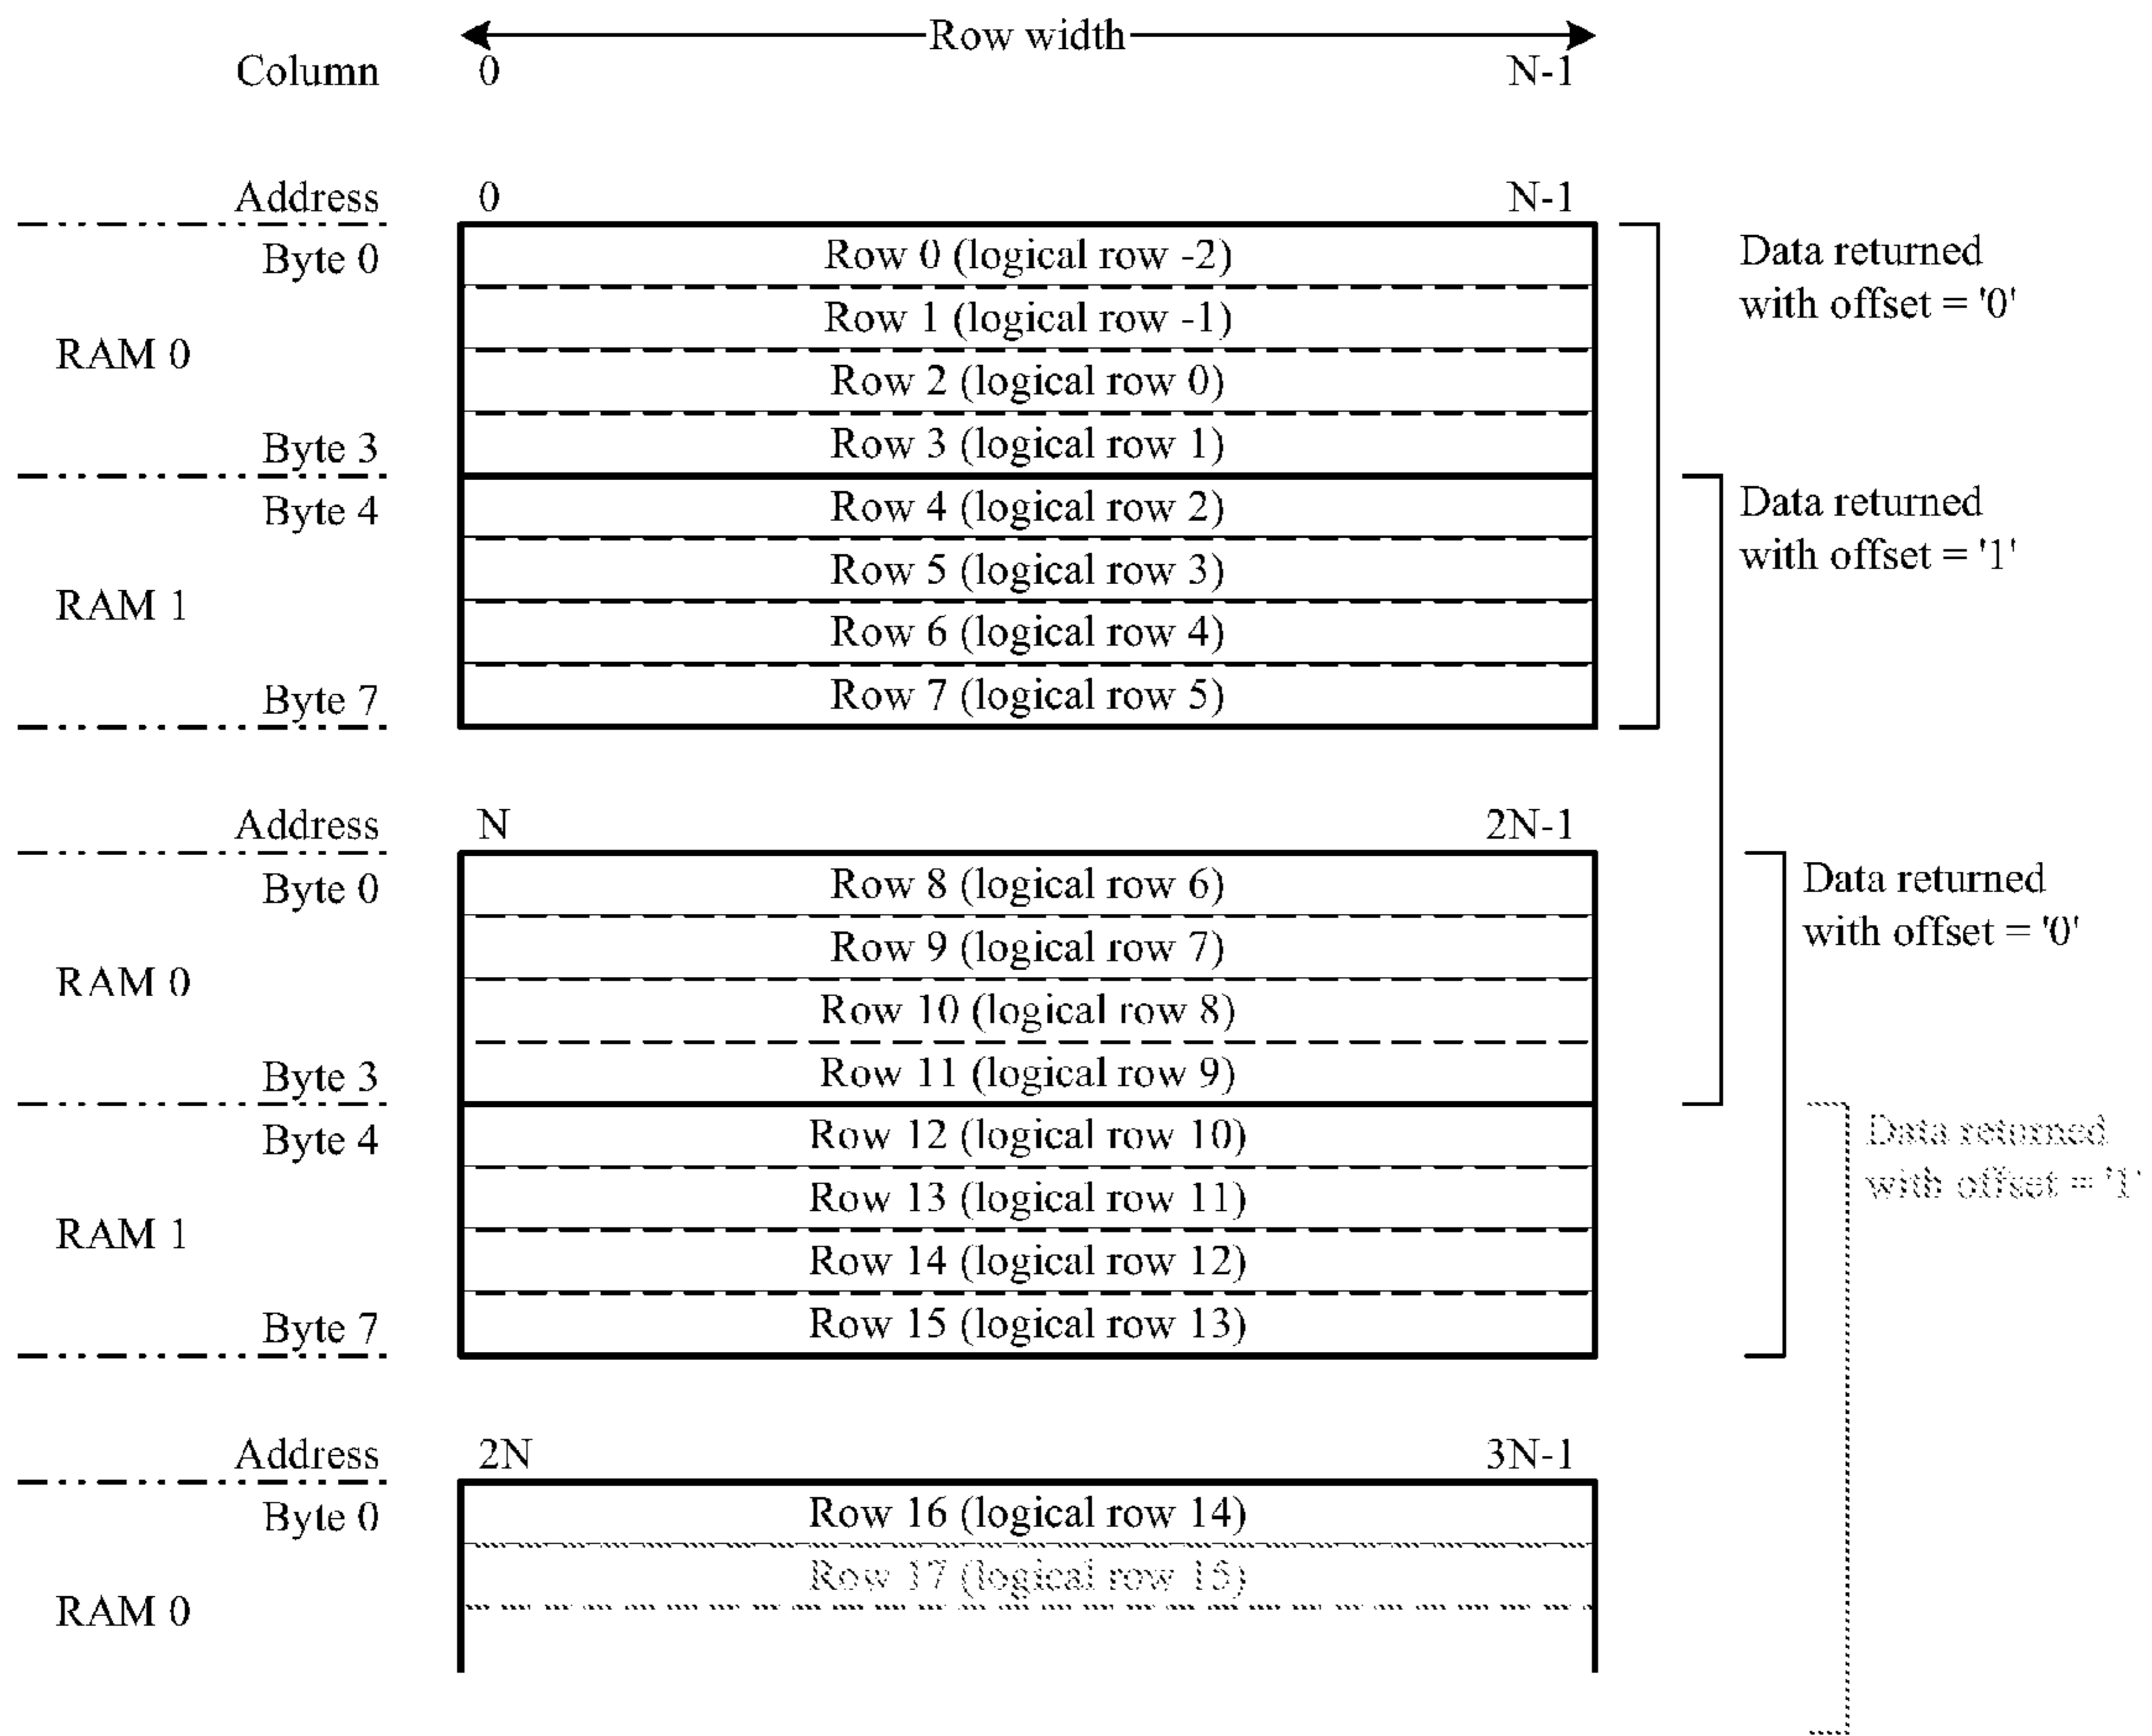 Row width
Column 0 N-1
Address 0 N-1
Byte 0 Row 0 (logical row -2) Data returned
Row 1 (logical row -1) with offset = '0'
RAM 0
Row 2 (logical row 0)
Byte 3 Row 3 (logical row 1)
Byte 4 Row 4 (logical row 2) Data returned
Row 5 (logical row 3) with offset = '1'
RAM 1
Row 6 (logical row 4)
Byte 7 Row 7 (logical row 5)
Address N 2N-1
Byte 0 Row 8 (logical row 6) Data returned
Row 9 (logical row 7) with offset = '0'
RAM 0
Row 10 (logical row 8)
Byte 3 Row 11 (logical row 9)
Byte 4 Row 12 (logical row 10) Data returned
Row 13 (logical row 11) with offset = '1'
RAM 1
Row 14 (logical row 12)
Byte 7 Row 15 (logical row 13)
Address 2N 3N-1
Byte 0 Row 16 (logical row 14)
Row 17 (logical row 15)
RAM 0